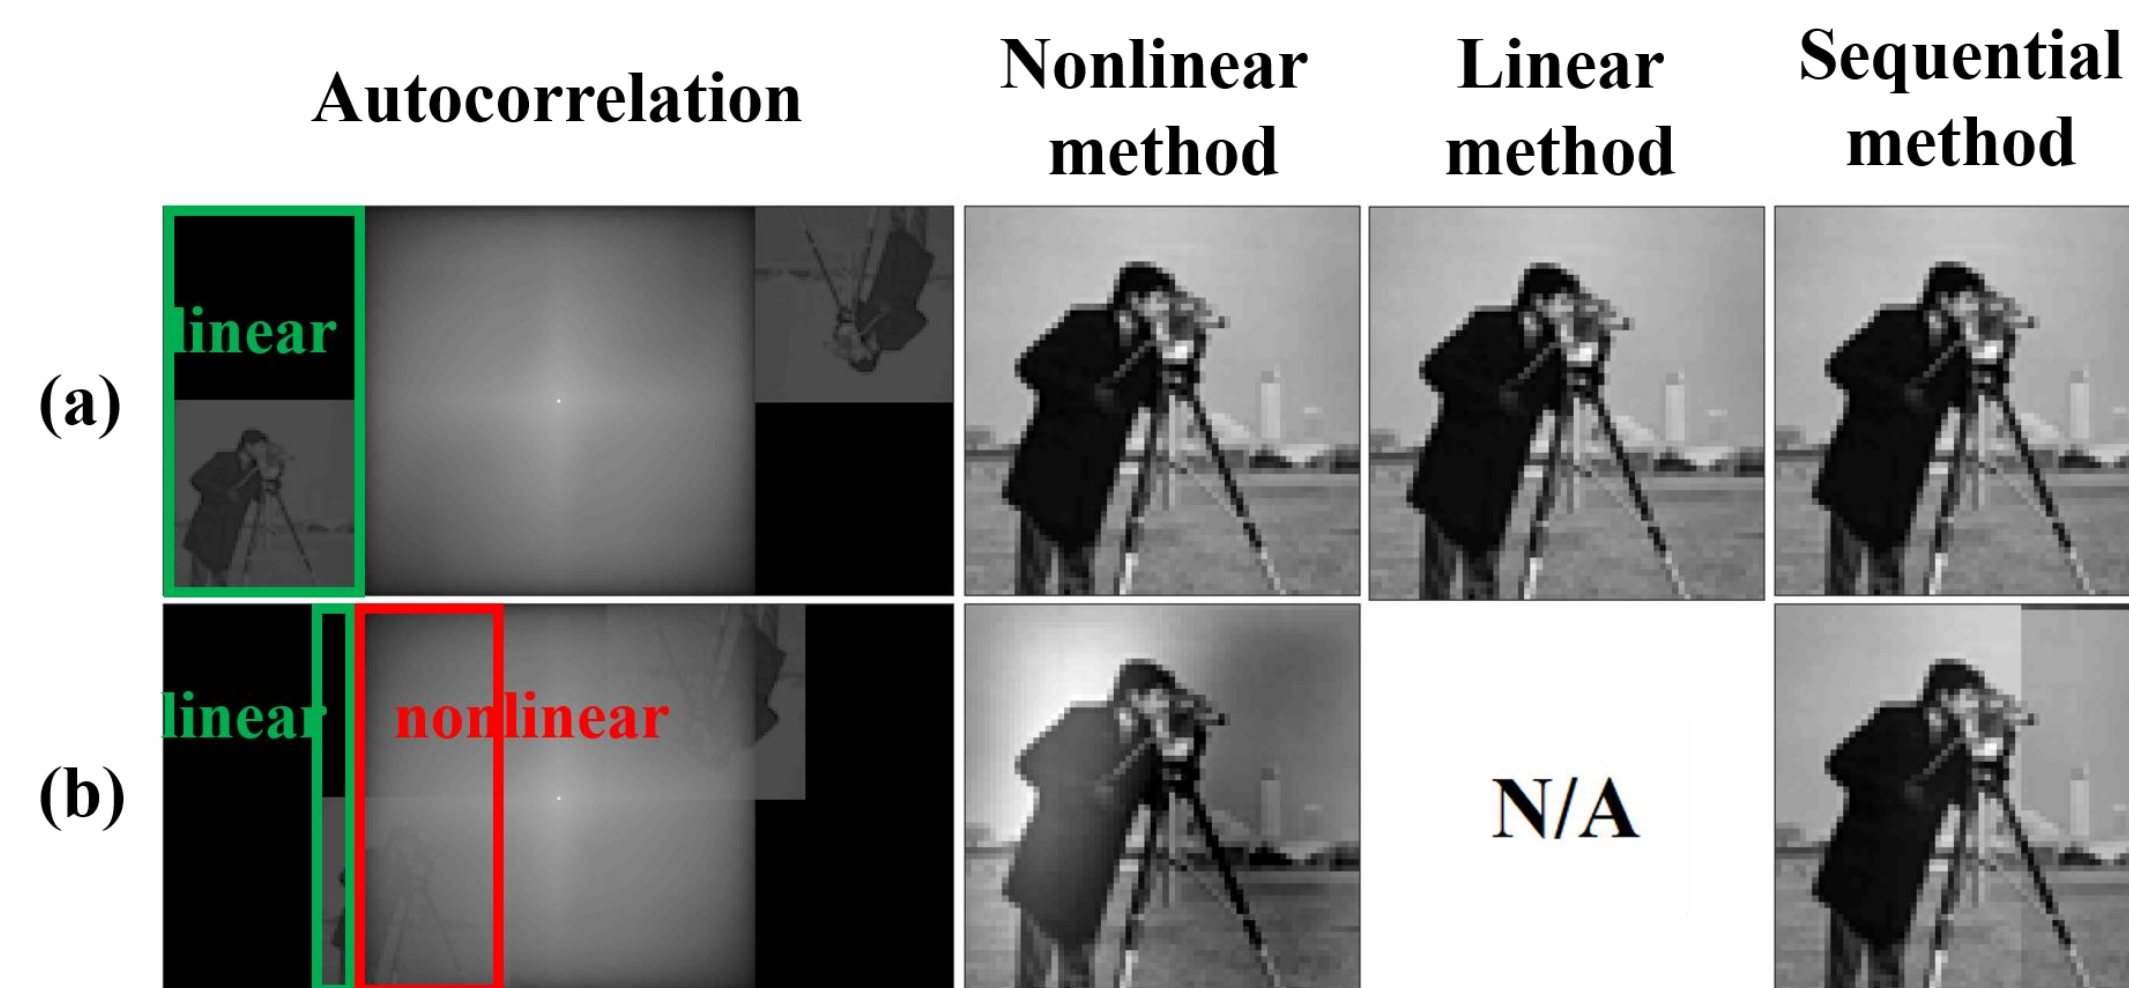 Autocorrelation
Nonlinear
method
Linear
method
Sequential
method
(a)
linear
(b)
linear
nonlinear
N/A